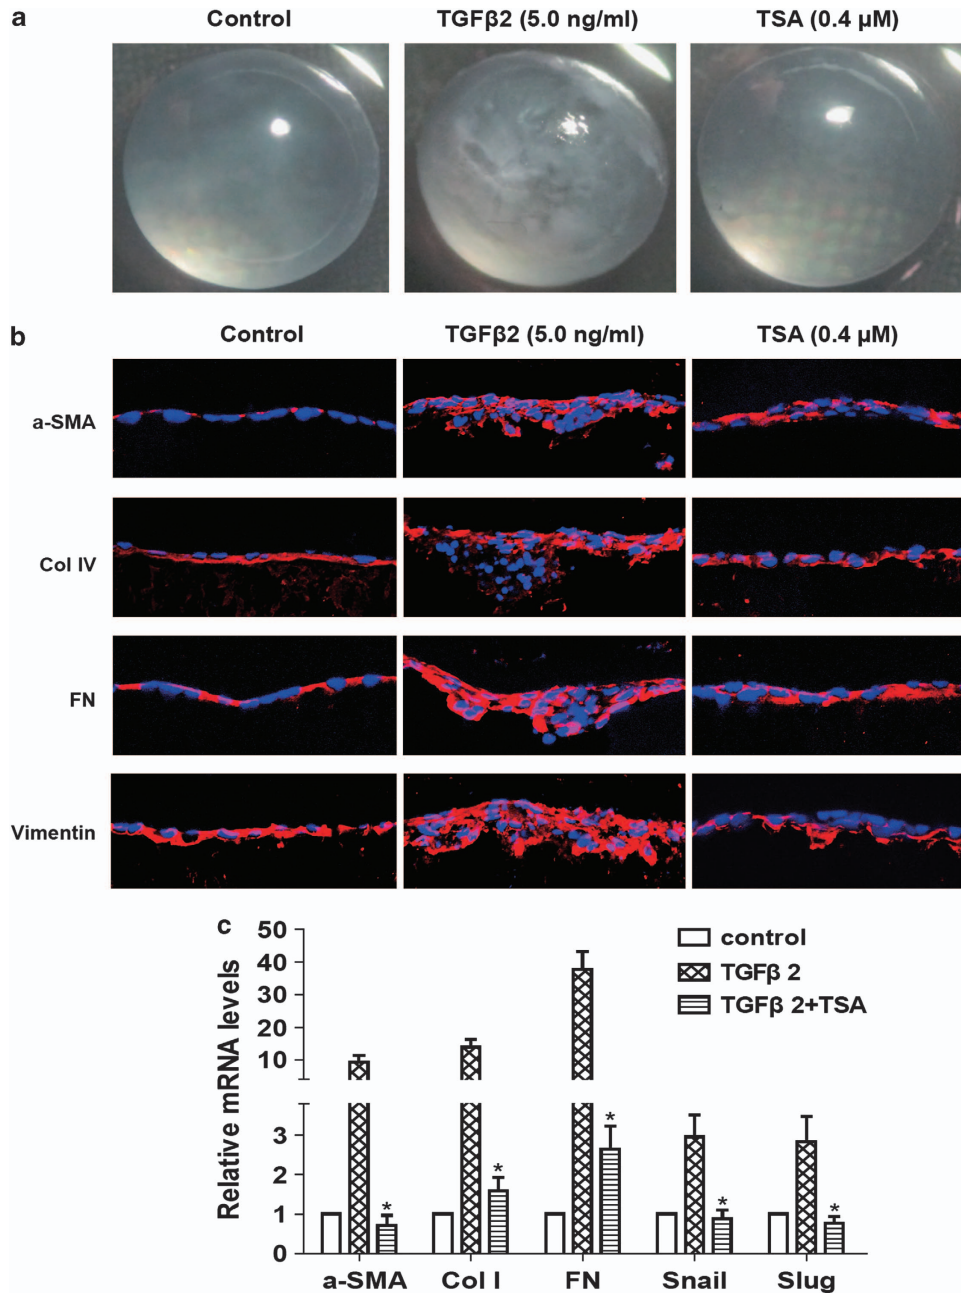 a
Control TGFβ2 (5.0 ng/ml) TSA (0.4 µM)
b
Control TGFβ2 (5.0 ng/ml) TSA (0.4 µM)
a-SMA
Col IV
FN
Vimentin
c
Relative mRNA levels
50
40
30
20
10
3
2
1
0
control
TGFβ 2
TGFβ 2+TSA
* * * * *
a-SMA Col I FN Snail Slug